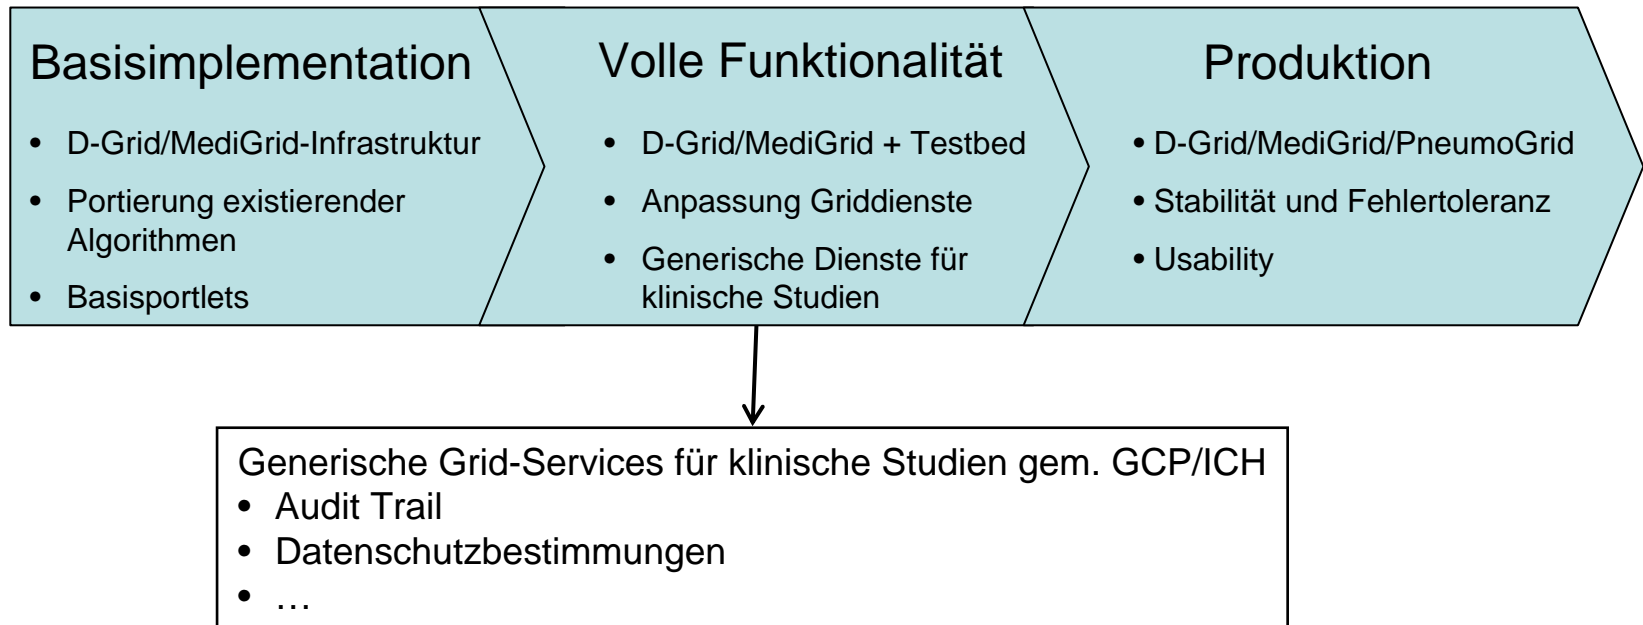 Basisimplementation
• D-Grid/MediGrid-Infrastruktur
• Portierung existierender
Algorithmen
• Basisportlets
Volle Funktionalität
• D-Grid/MediGrid + Testbed
• Anpassung Griddienste
• Generische Dienste für
klinische Studien
Produktion
• D-Grid/MediGrid/PneumoGrid
• Stabilität und Fehlertoleranz
• Usability
Generische Grid-Services für klinische Studien gem. GCP/ICH
• Audit Trail
• Datenschutzbestimmungen
• …